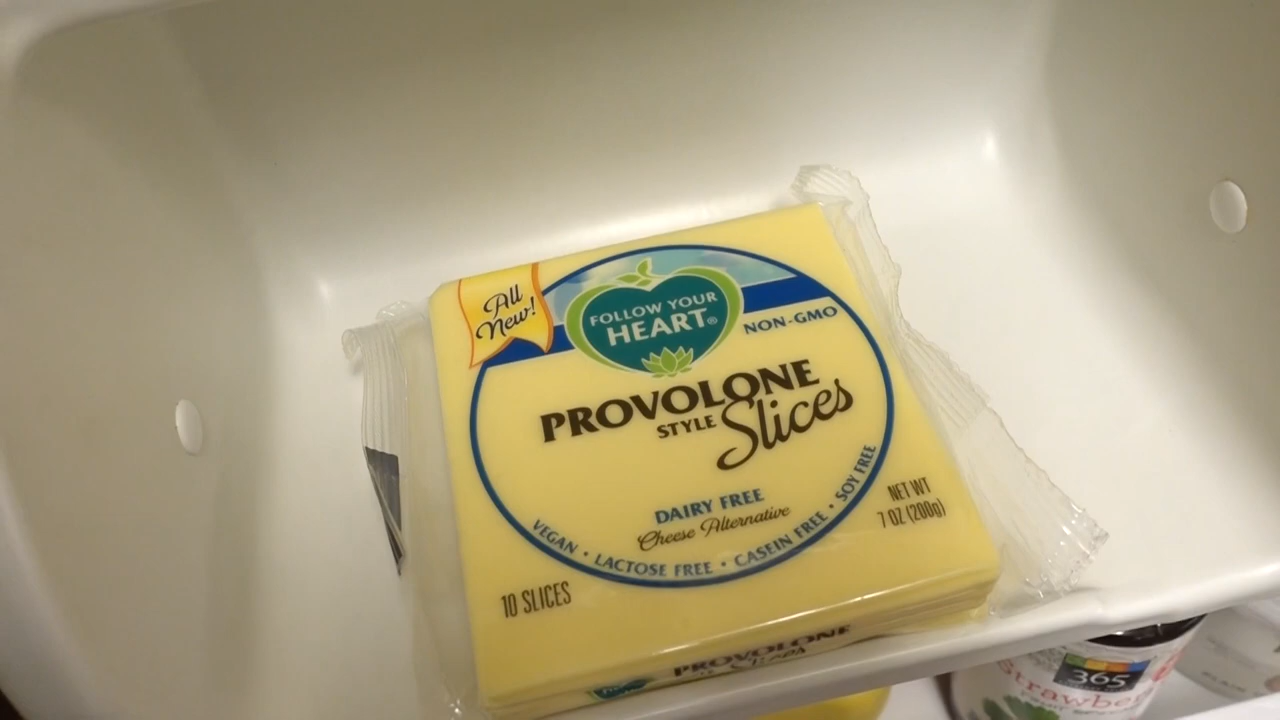 All
New!
FOLLOW YOUR
HEART®
NON-GMO
PROVOLONE
STYLE Slices
DAIRY FREE
Cheese Alternative
VEGAN • LACTOSE FREE • CASEIN FREE • SOY FREE
NET WT
7 OZ (200g)
10 SLICES
PROVOLONE
Slices
365
Strawber